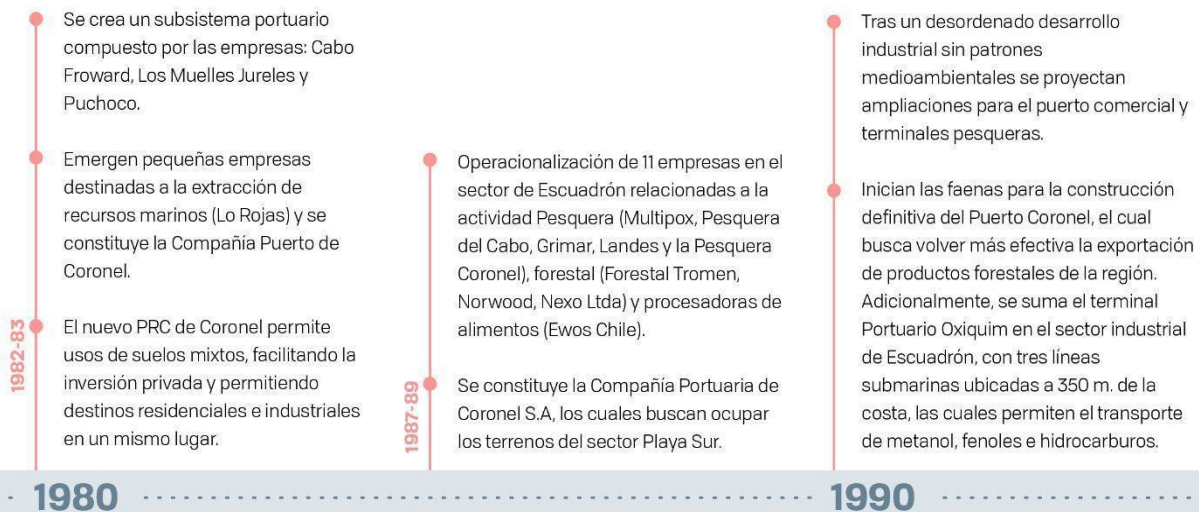 Se crea un subsistema portuario
compuesto por las empresas: Cabo
Froward, Los Muelles Jureles y
Puchoco.
Emergen pequeñas empresas
destinadas a la extracción de
recursos marinos (Lo Rojas) y se
constituye la Compañía Puerto de
Coronel.
1982-83
El nuevo PRC de Coronel permite
usos de suelos mixtos, facilitando la
inversión privada y permitiendo
destinos residenciales e industriales
en un mismo lugar.
Operacionalización de 11 empresas en el
sector de Escuadrón relacionadas a la
actividad Pesquera (Multipox, Pesquera
del Cabo, Grimar, Landes y la Pesquera
Coronel), forestal (Forestal Tromen,
Norwood, Nexo Ltda) y procesadoras de
alimentos (Ewos Chile).
1987-89
Se constituye la Compañía Portuaria de
Coronel S.A, los cuales buscan ocupar
los terrenos del sector Playa Sur.
Tras un desordenado desarrollo
industrial sin patrones
medioambientales se proyectan
ampliaciones para el puerto comercial y
terminales pesqueras.
Inician las faenas para la construcción
definitiva del Puerto Coronel, el cual
busca volver más efectiva la exportación
de productos forestales de la región.
Adicionalmente, se suma el terminal
Portuario Oxiquim en el sector industrial
de Escuadrón, con tres líneas
submarinas ubicadas a 350 m. de la
costa, las cuales permiten el transporte
de metanol, fenoles e hidrocarburos.
1980
1990